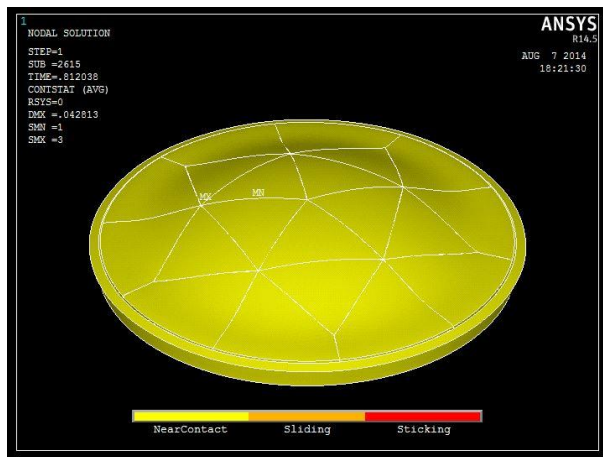 1
NODAL SOLUTION
ANSYS
R14.5
STEP=1
SUB =2615
TIME=.812038
CONTSTAT (AVG)
RSYS=0
DMX =.042813
SMN =1
SMX =3
AUG 7 2014
18:21:30
MX
MN
NearContact Sliding Sticking